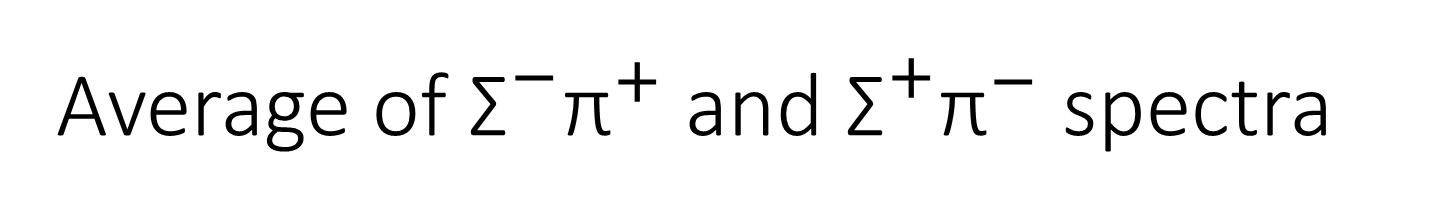 Average of Σ⁻π⁺ and Σ⁺π⁻ spectra